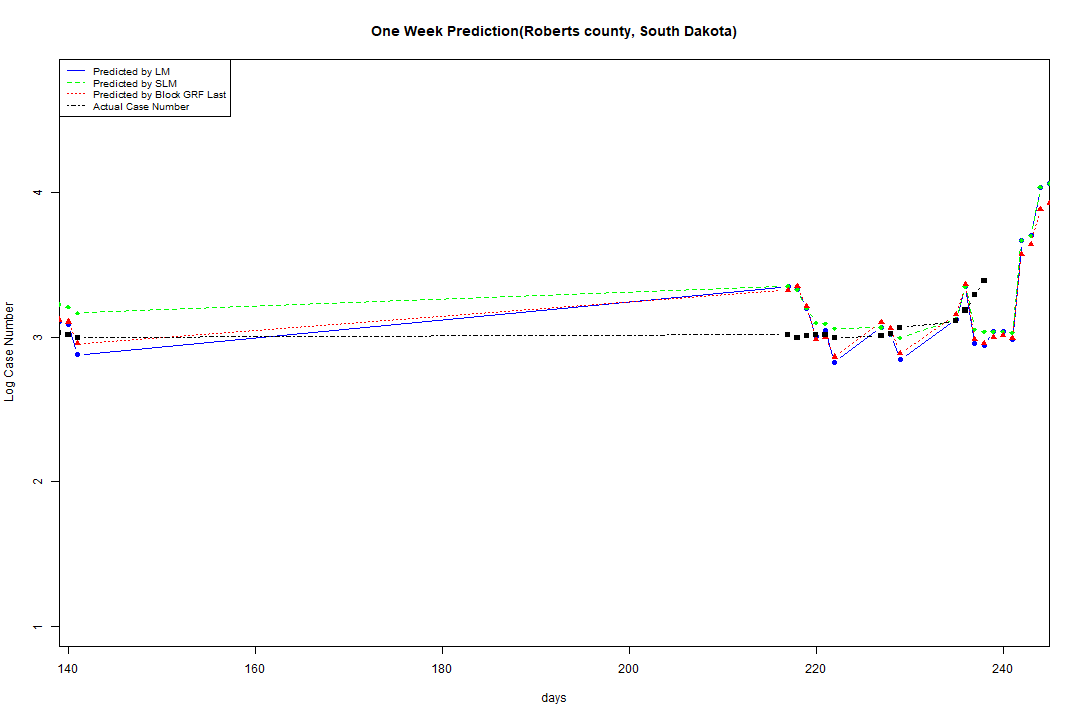 One Week Prediction(Roberts county, South Dakota)
Predicted by LM
Predicted by SLM
Predicted by Block GRF Last
Actual Case Number
4
3
2
1
Log Case Number
140 160 180 200 220 240
days